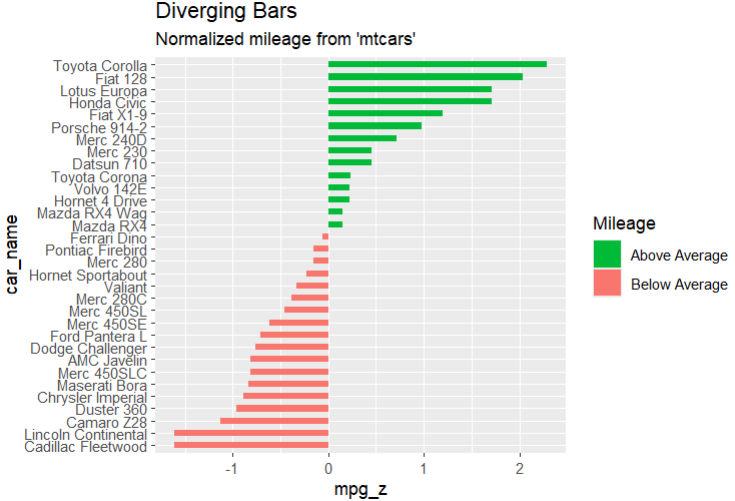 Diverging Bars
Normalized mileage from 'mtcars'
Toyota Corolla
Fiat 128
Lotus Europa
Honda Civic
Fiat X1-9
Porsche 914-2
Merc 240D
Merc 230
Datsun 710
Toyota Corona
Volvo 142E
Hornet 4 Drive
Mazda RX4 Wag
Mazda RX4
Ferrari Dino
Pontiac Firebird
Merc 280
Hornet Sportabout
Valiant
Merc 280C
Merc 450SL
Merc 450SE
Ford Pantera L
Dodge Challenger
AMC Javelin
Merc 450SLC
Maserati Bora
Chrysler Imperial
Duster 360
Camaro Z28
Lincoln Continental
Cadillac Fleetwood
car_name
-1 0 1 2
mpg_z
Mileage
Above Average
Below Average